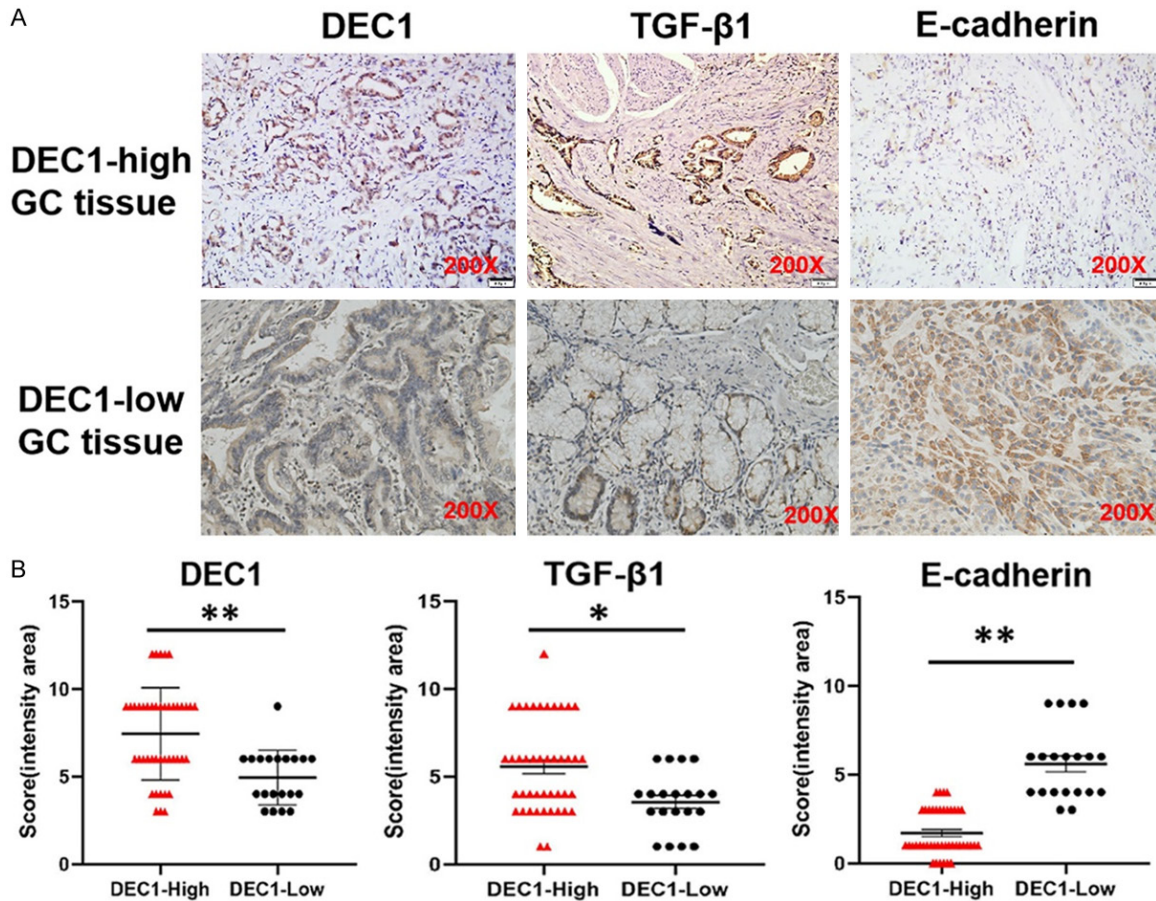 A
DEC1
TGF-β1
E-cadherin
DEC1-high
GC tissue
200X
200X
200X
DEC1-low
GC tissue
200X
200X
200X
B
DEC1
TGF-β1
E-cadherin
Score(intensity area)
15
10
5
0
**
DEC1-High
DEC1-Low
Score(intensity area)
15
10
5
0
*
DEC1-High
DEC1-Low
Score(intensity area)
15
10
5
0
**
DEC1-High
DEC1-Low